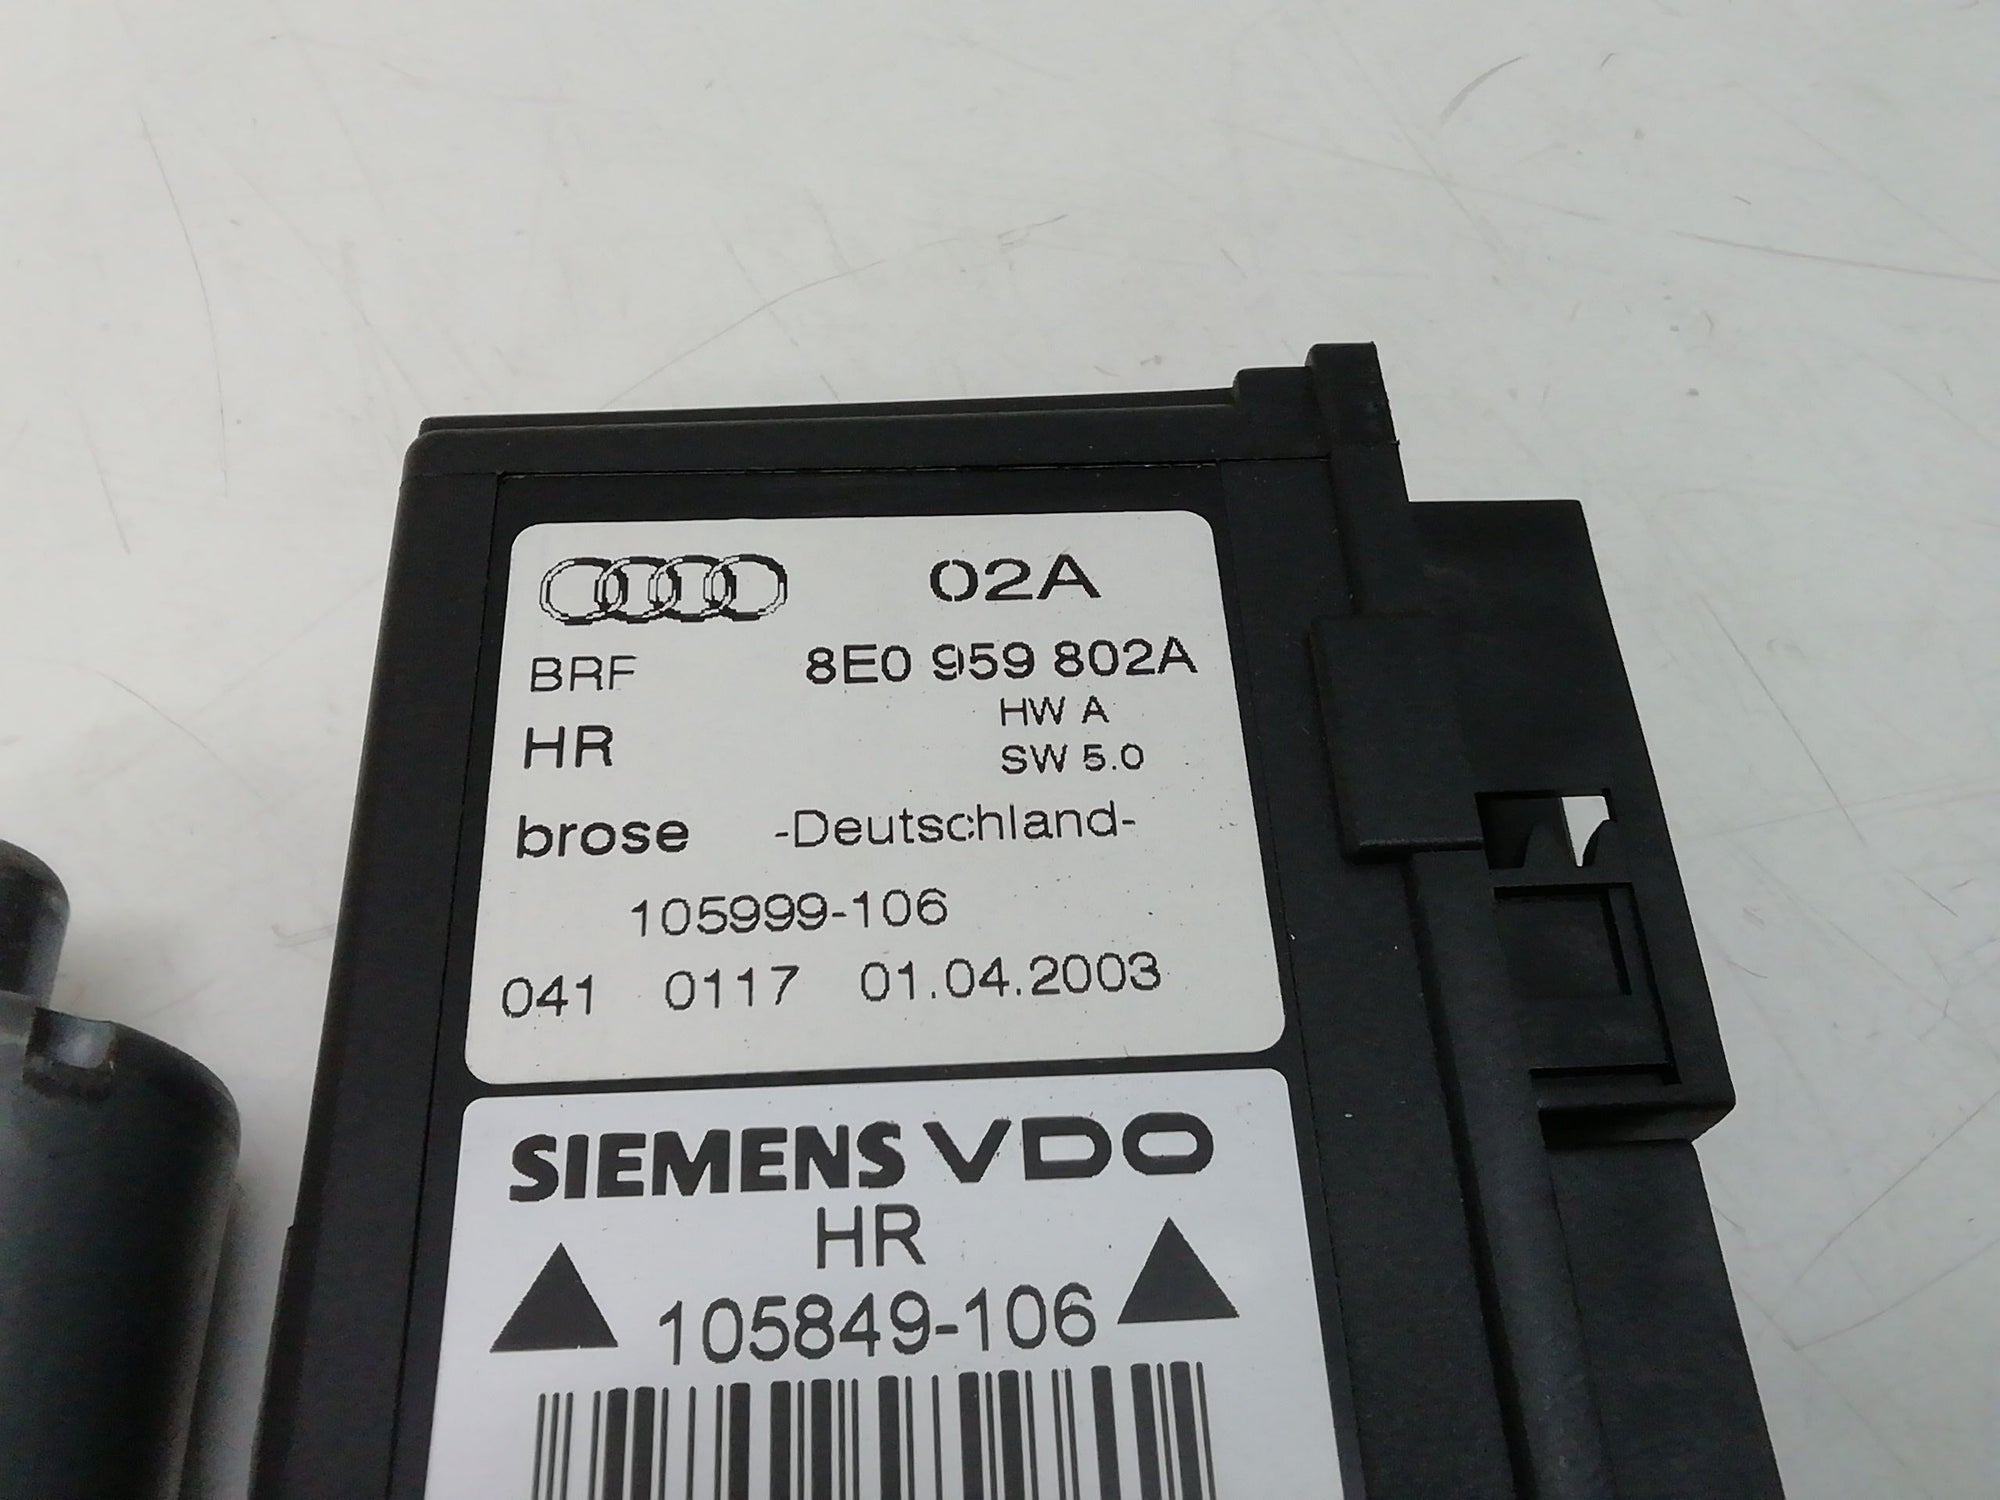 02A
BRF 8E0 959 802A
HW A
HR
SW 5.0
brose -Deutschland-
105999-106
041 0117 01.04.2003
SIEMENS VDO
HR
105849-106